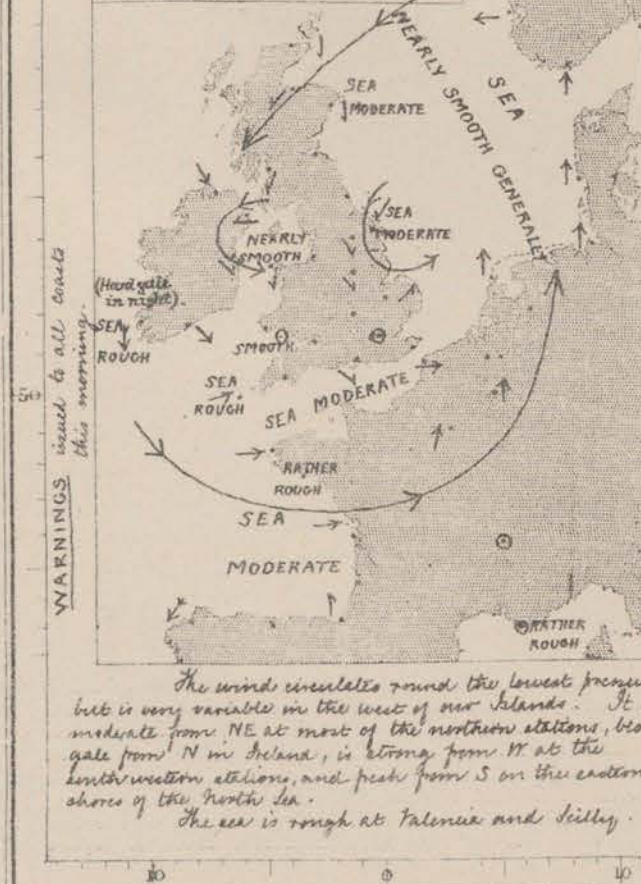 NEARLY SMOOTH GENERALLY
SEA
SEA
MODERATE
SEA
MODERATE
NEARLY
SMOOTH
(Hard gale
in night).
SEA
ROUGH
SMOOTH
SEA
ROUGH
SEA MODERATE
RATHER
ROUGH
SEA
MODERATE
RATHER
ROUGH
50
WARNINGS issued to all coasts
this morning.
The wind circulates round the lowest pressu
but is very variable in the west of our Islands. It
moderate from NE at most of the northern stations,
gale from N in Ireland, is strong from W at the
southwestern stations, and fresh from S on the eastern
shores of the North Sea.
The sea is rough at Valencia and Scilly.
10
0
10